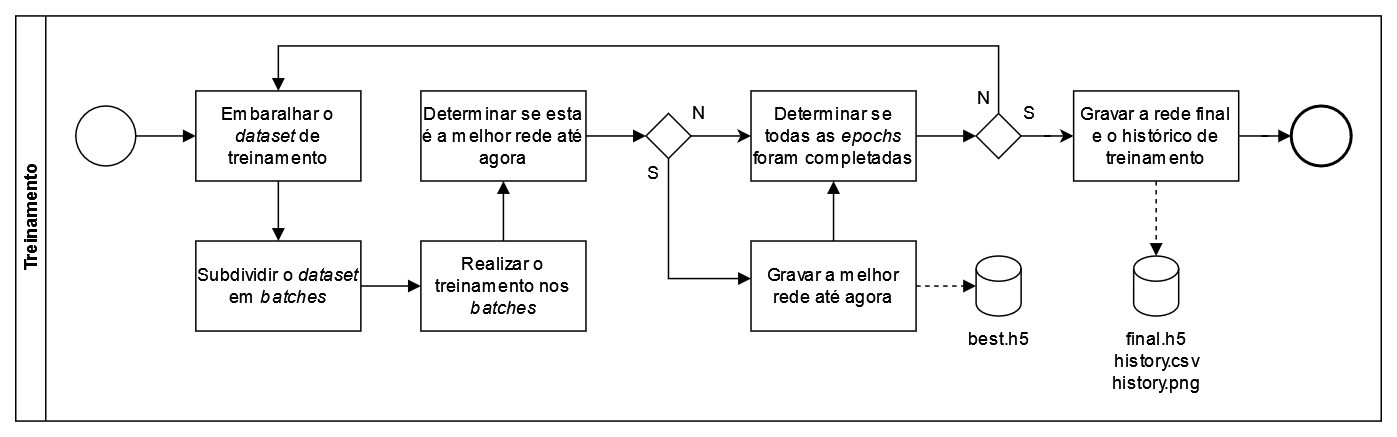 Treinamento
Embaralhar o
dataset de
treinamento
Subdividir o dataset
em batches
Realizar o
treinamento nos
batches
Determinar se esta
é a melhor rede até
agora
N
S
Gravar a melhor
rede até agora
best.h5
Determinar se
todas as epochs
foram completadas
N
S
Gravar a rede final
e o histórico de
treinamento
final.h5
history.csv
history.png